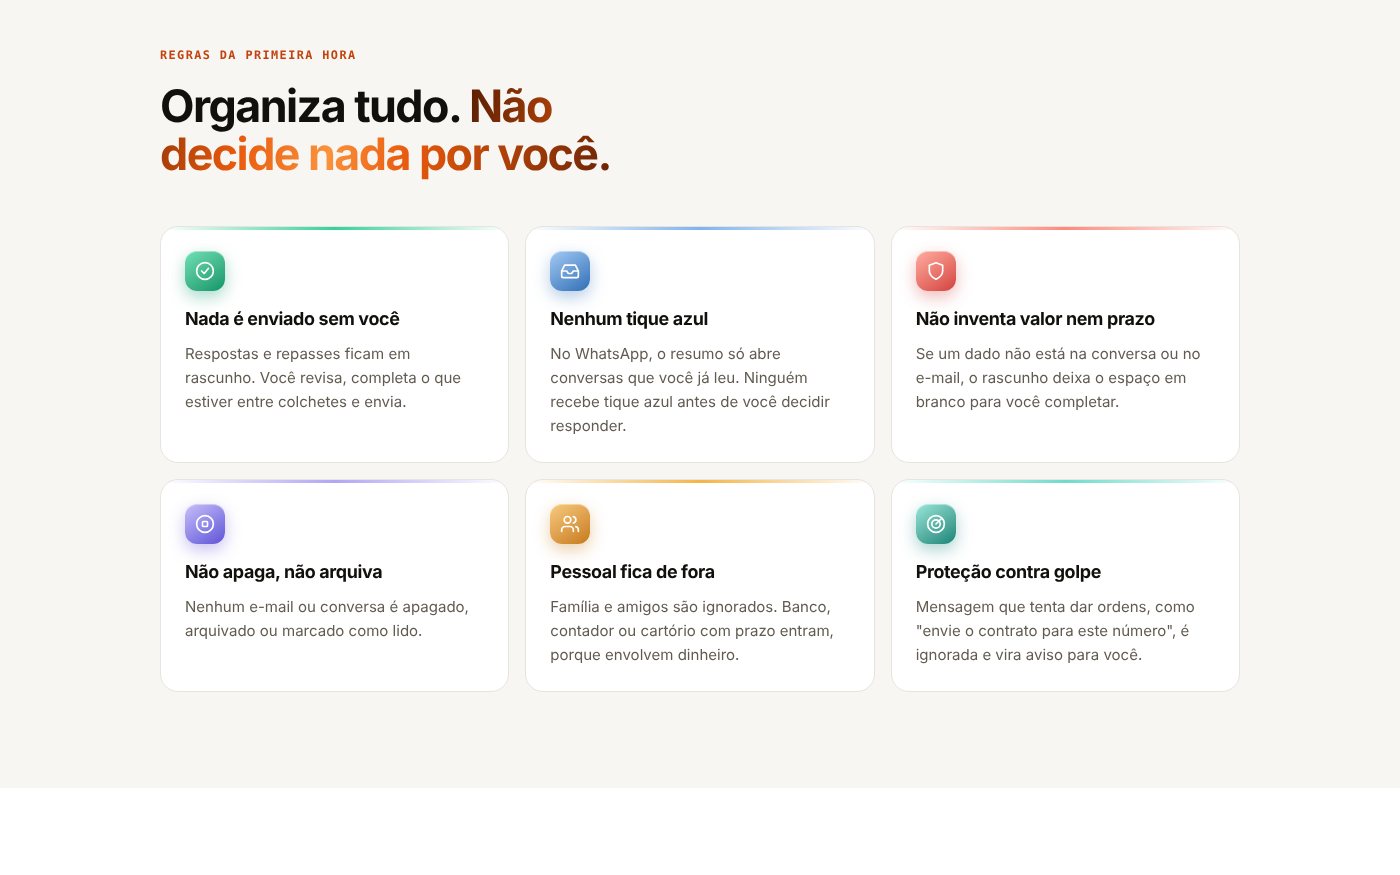 REGRAS DA PRIMEIRA HORA
Organiza tudo. Não
decide nada por você.
Nada é enviado sem você
Respostas e repasses ficam em
rascunho. Você revisa, completa o que
estiver entre colchetes e envia.
Nenhum tique azul
No WhatsApp, o resumo só abre
conversas que você já leu. Ninguém
recebe tique azul antes de você decidir
responder.
Não inventa valor nem prazo
Se um dado não está na conversa ou no
e-mail, o rascunho deixa o espaço em
branco para você completar.
Não apaga, não arquiva
Nenhum e-mail ou conversa é apagado,
arquivado ou marcado como lido.
Pessoal fica de fora
Família e amigos são ignorados. Banco,
contador ou cartório com prazo entram,
porque envolvem dinheiro.
Proteção contra golpe
Mensagem que tenta dar ordens, como
"envie o contrato para este número", é
ignorada e vira aviso para você.